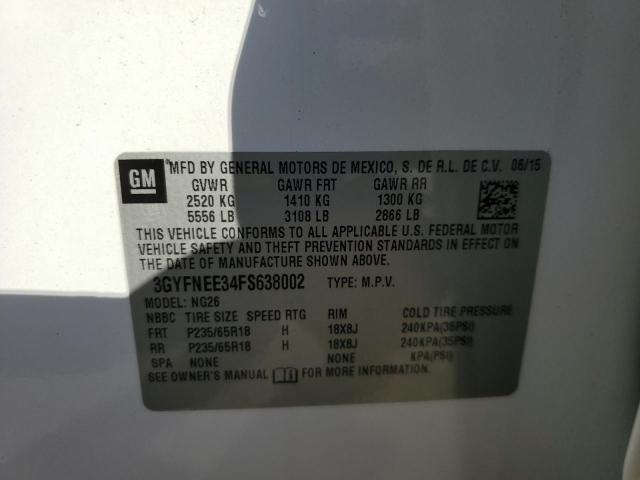 GM
MFD BY GENERAL MOTORS DE MEXICO, S. DE R.L. DE C.V. 06/15
GVWR GAWR FRT GAWR RR
2520 KG 1410 KG 1300 KG
5556 LB 3108 LB 2866 LB
THIS VEHICLE CONFORMS TO ALL APPLICABLE U.S. FEDERAL MOTOR
VEHICLE SAFETY AND THEFT PREVENTION STANDARDS IN EFFECT ON
THE DATE OF MANUFACTURE SHOWN ABOVE.
3GYFNEE34FS638002 TYPE: M.P.V.
MODEL: NG26
NBBC TIRE SIZE SPEED RTG RIM COLD TIRE PRESSURE
FRT P235/65R18 H 18X8J 240KPA(35PSI)
RR P235/65R18 H 18X8J 240KPA(35PSI)
SPA NONE NONE KPA(PSI)
SEE OWNER'S MANUAL FOR MORE INFORMATION.